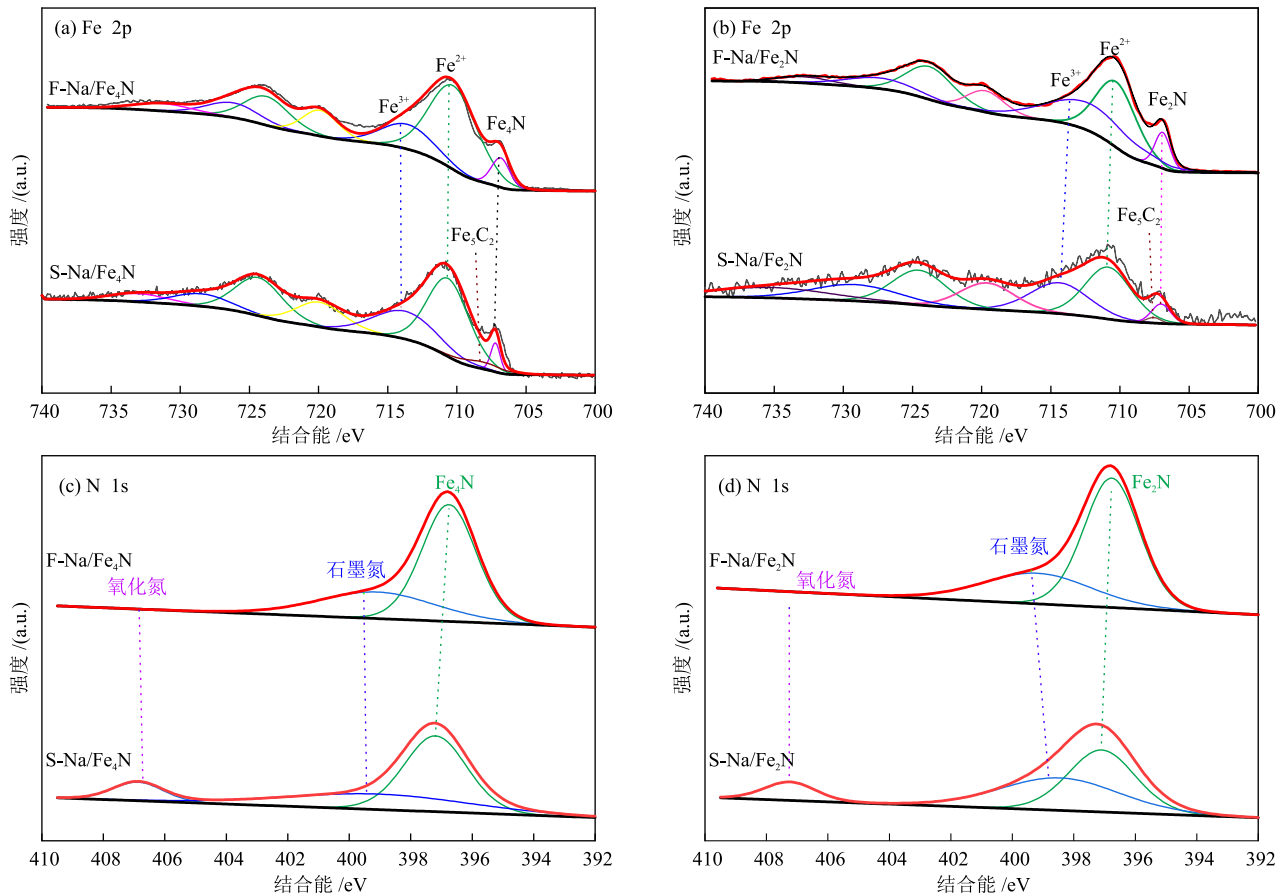 (a) Fe 2p
F-Na/Fe₄N
Fe³⁺
Fe²⁺
Fe₄N
Fe₅C₂
S-Na/Fe₄N
强度 /(a.u.)
740 735 730 725 720 715 710 705 700
结合能 /eV
(b) Fe 2p
F-Na/Fe₂N
Fe³⁺
Fe²⁺
Fe₂N
Fe₅C₂
S-Na/Fe₂N
强度 /(a.u.)
740 735 730 725 720 715 710 705 700
结合能 /eV
(c) N 1s
Fe₄N
F-Na/Fe₄N
氧化氮
石墨氮
S-Na/Fe₄N
强度 /(a.u.)
410 408 406 404 402 400 398 396 394 392
结合能 /eV
(d) N 1s
Fe₂N
F-Na/Fe₂N
氧化氮
石墨氮
S-Na/Fe₂N
强度 /(a.u.)
410 408 406 404 402 400 398 396 394 392
结合能 /eV